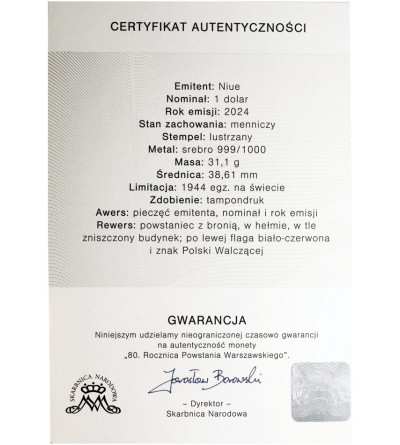 CERTYFIKAT AUTENTYCZNOŚCI
Emitent: Niue
Nominał: 1 dolar
Rok emisji: 2024
Stan zachowania: menniczy
Stempel: lustrzany
Metal: srebro 999/1000
Masa: 31,1 g
Średnica: 38,61 mm
Limitacja: 1944 egz. na świecie
Zdobienie: tampondruk
Awers: pieczęć emitenta, nominał i rok emisji
Rewers: powstaniec z bronią, w hełmie, w tle
zniszczony budynek; po lewej flaga biało-czerwona
i znak Polski Walczącej
GWARANCJA
Niniejszym udzielamy nieograniczonej czasowo gwarancji
na autentyczność monety
„80. Rocznica Powstania Warszawskiego”.
Jarosław Borowski
– Dyrektor –
Skarbnica Narodowa
SKARBNICA NARODOWA